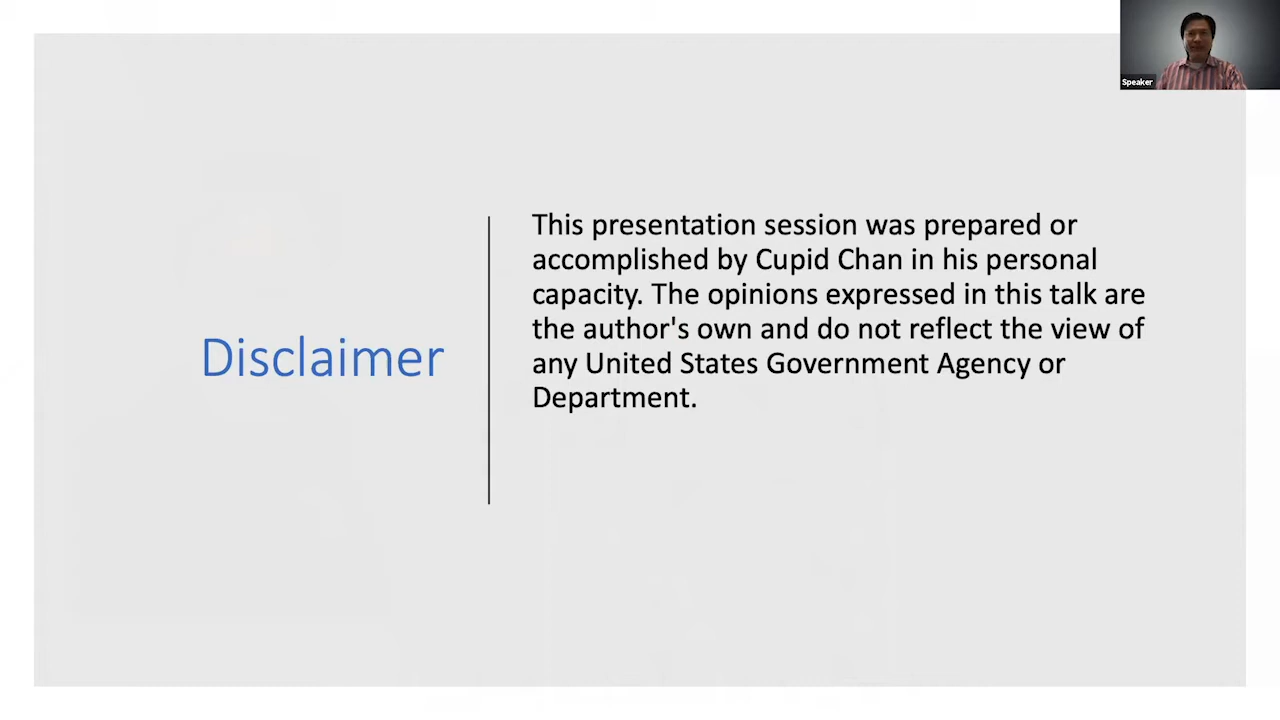 Speaker
Disclaimer
This presentation session was prepared or
accomplished by Cupid Chan in his personal
capacity. The opinions expressed in this talk are
the author's own and do not reflect the view of
any United States Government Agency or
Department.